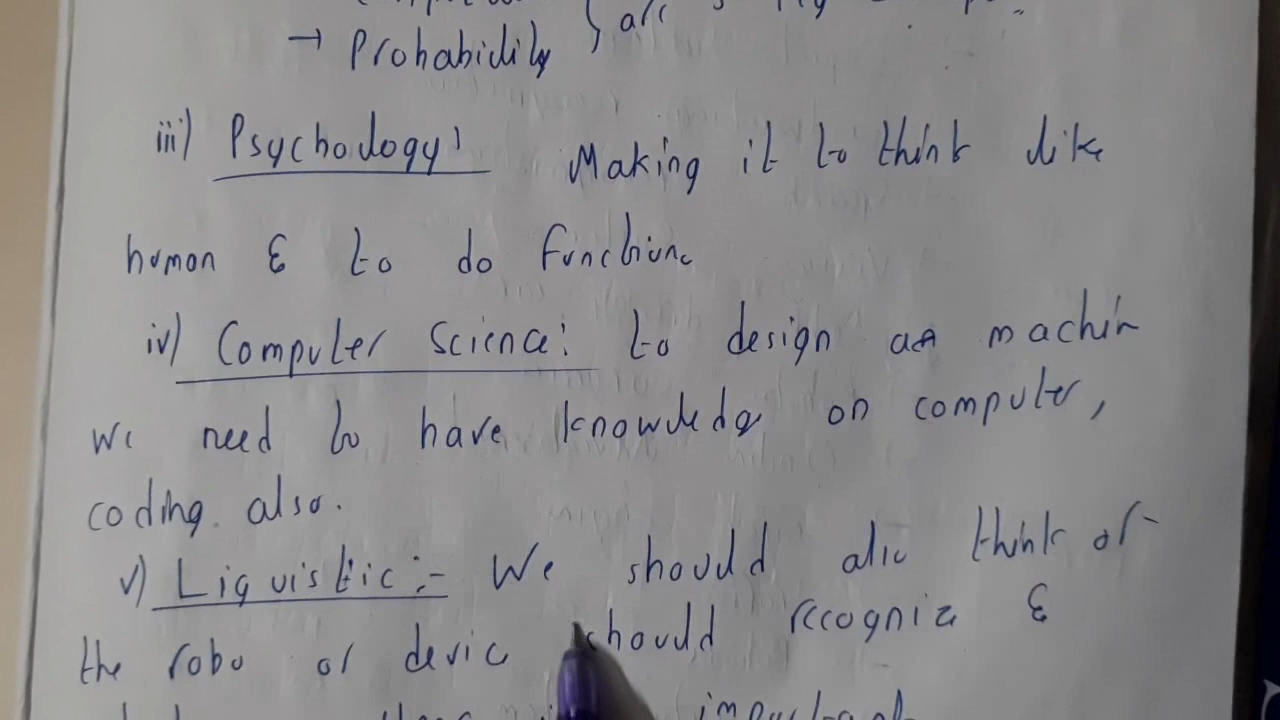 → Probability } are
iii) Psychology: Making it to think like
human & to do functions
iv) Computer Science: to design a machin
we need to have knowledge on computer,
coding also.
v) Liguistic:- We should also think of
the robo or device should recognize &